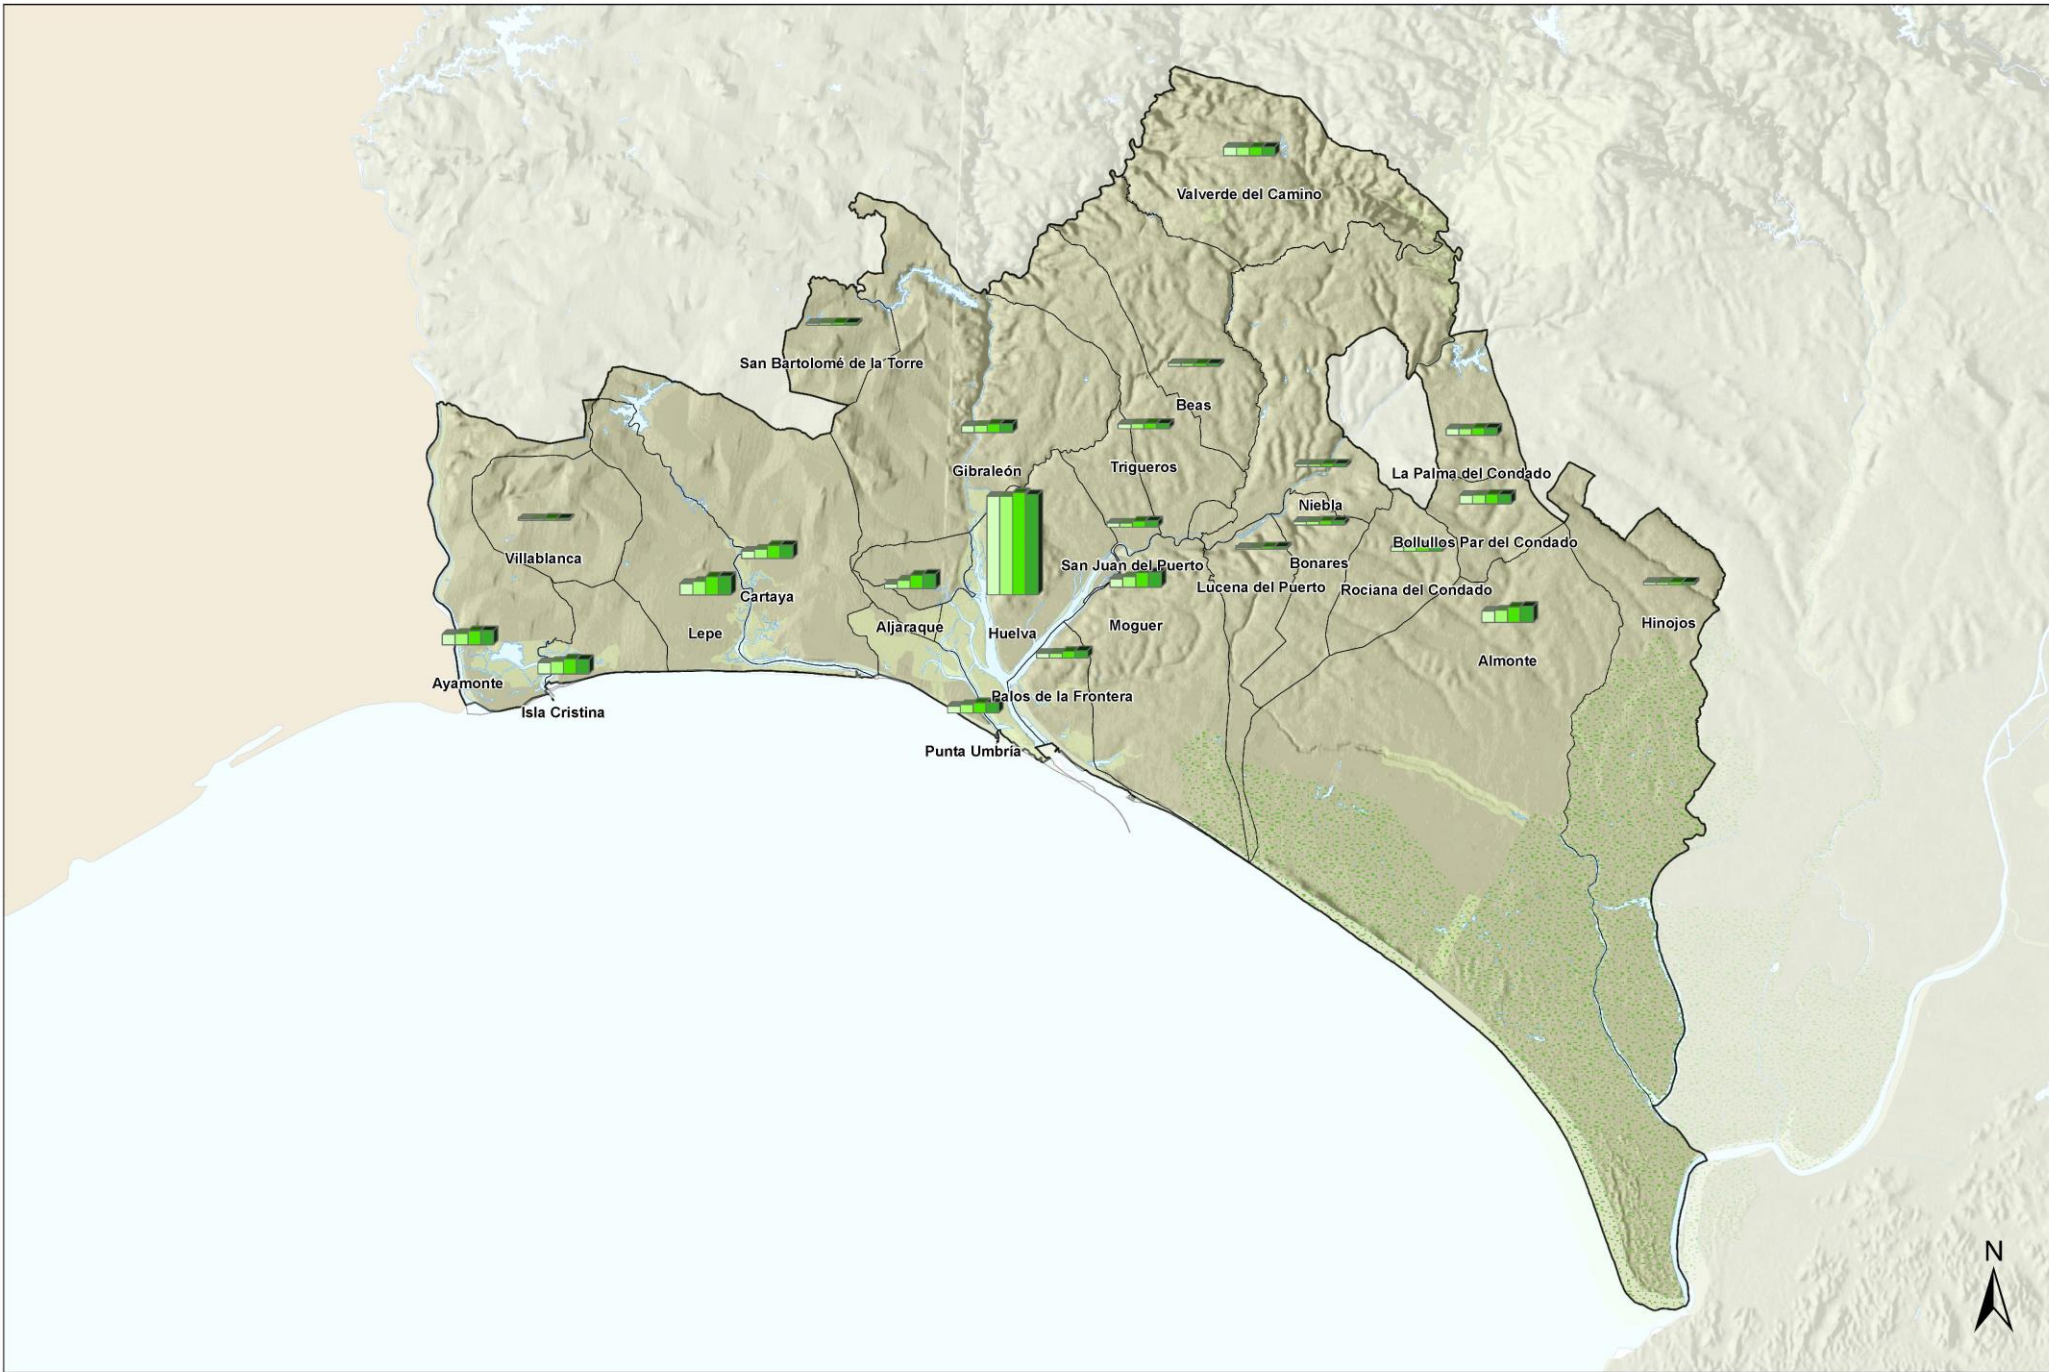 Valverde del Camino
San Bartolomé de la Torre
Beas
Gibraleón
Trigueros
La Palma del Condado
Niebla
Bollullos Par del Condado
Villablanca
San Juan del Puerto
Bonares
Lucena del Puerto
Rociana del Condado
Cartaya
Lepe
Aljaraque
Huelva
Moguer
Hinojos
Almonte
Ayamonte
Isla Cristina
Palos de la Frontera
Punta Umbría
N